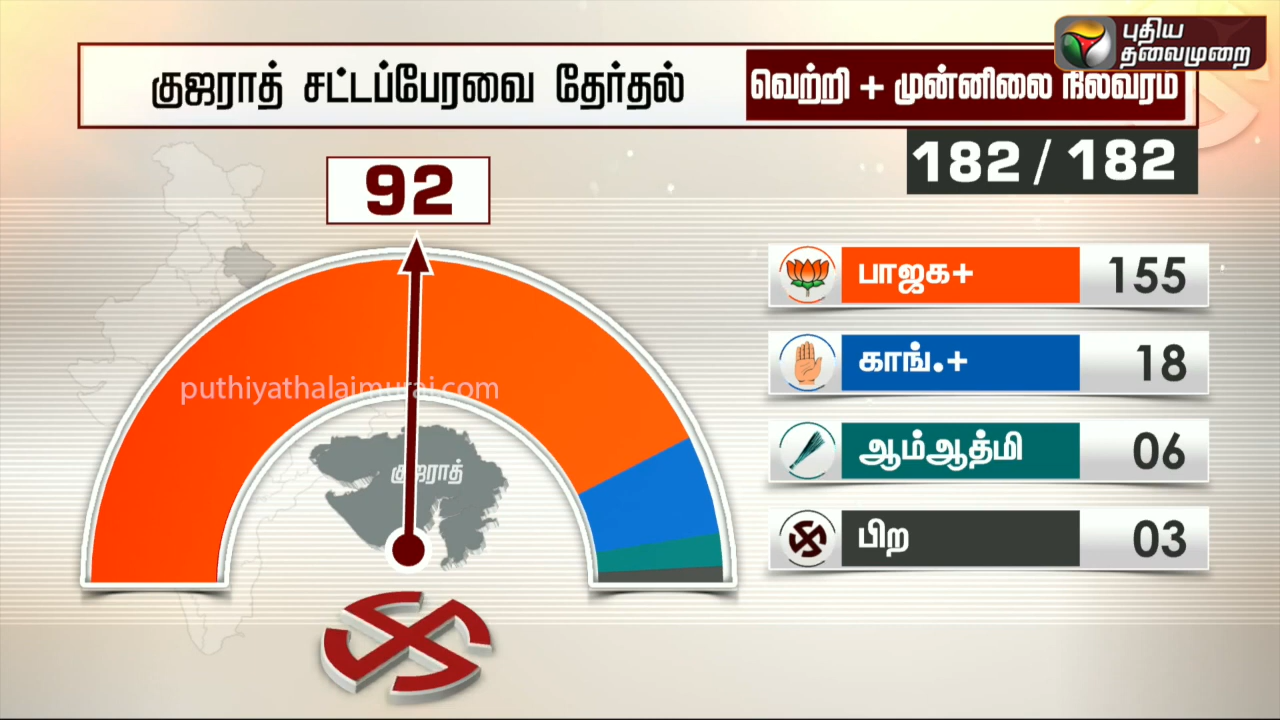 புதிய
தலைமுறை
குஜராத் சட்டப்பேரவை தேர்தல்
வெற்றி + முன்னிலை நிலவரம்
182 / 182
92
பாஜக+ 155
காங்.+ 18
ஆம்ஆத்மி 06
பிற 03
puthiyathalaimurai.com
குஜராத்